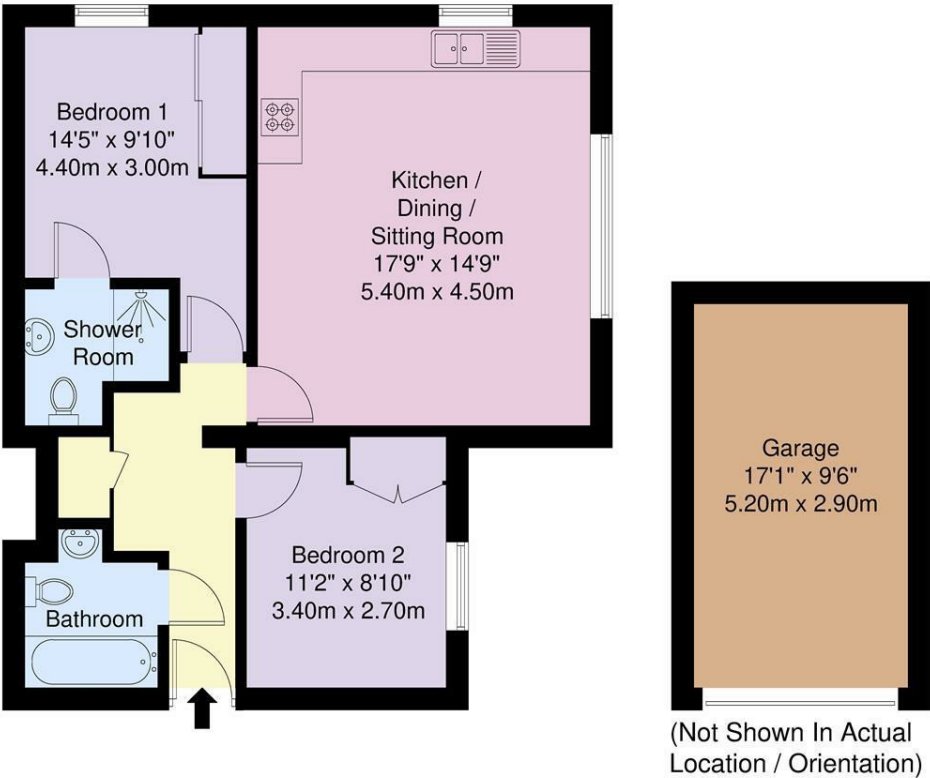 Bedroom 1
14'5" x 9'10"
4.40m x 3.00m
Kitchen /
Dining /
Sitting Room
17'9" x 14'9"
5.40m x 4.50m
Shower
Room
Garage
17'1" x 9'6"
5.20m x 2.90m
Bedroom 2
11'2" x 8'10"
3.40m x 2.70m
Bathroom
(Not Shown In Actual
Location / Orientation)